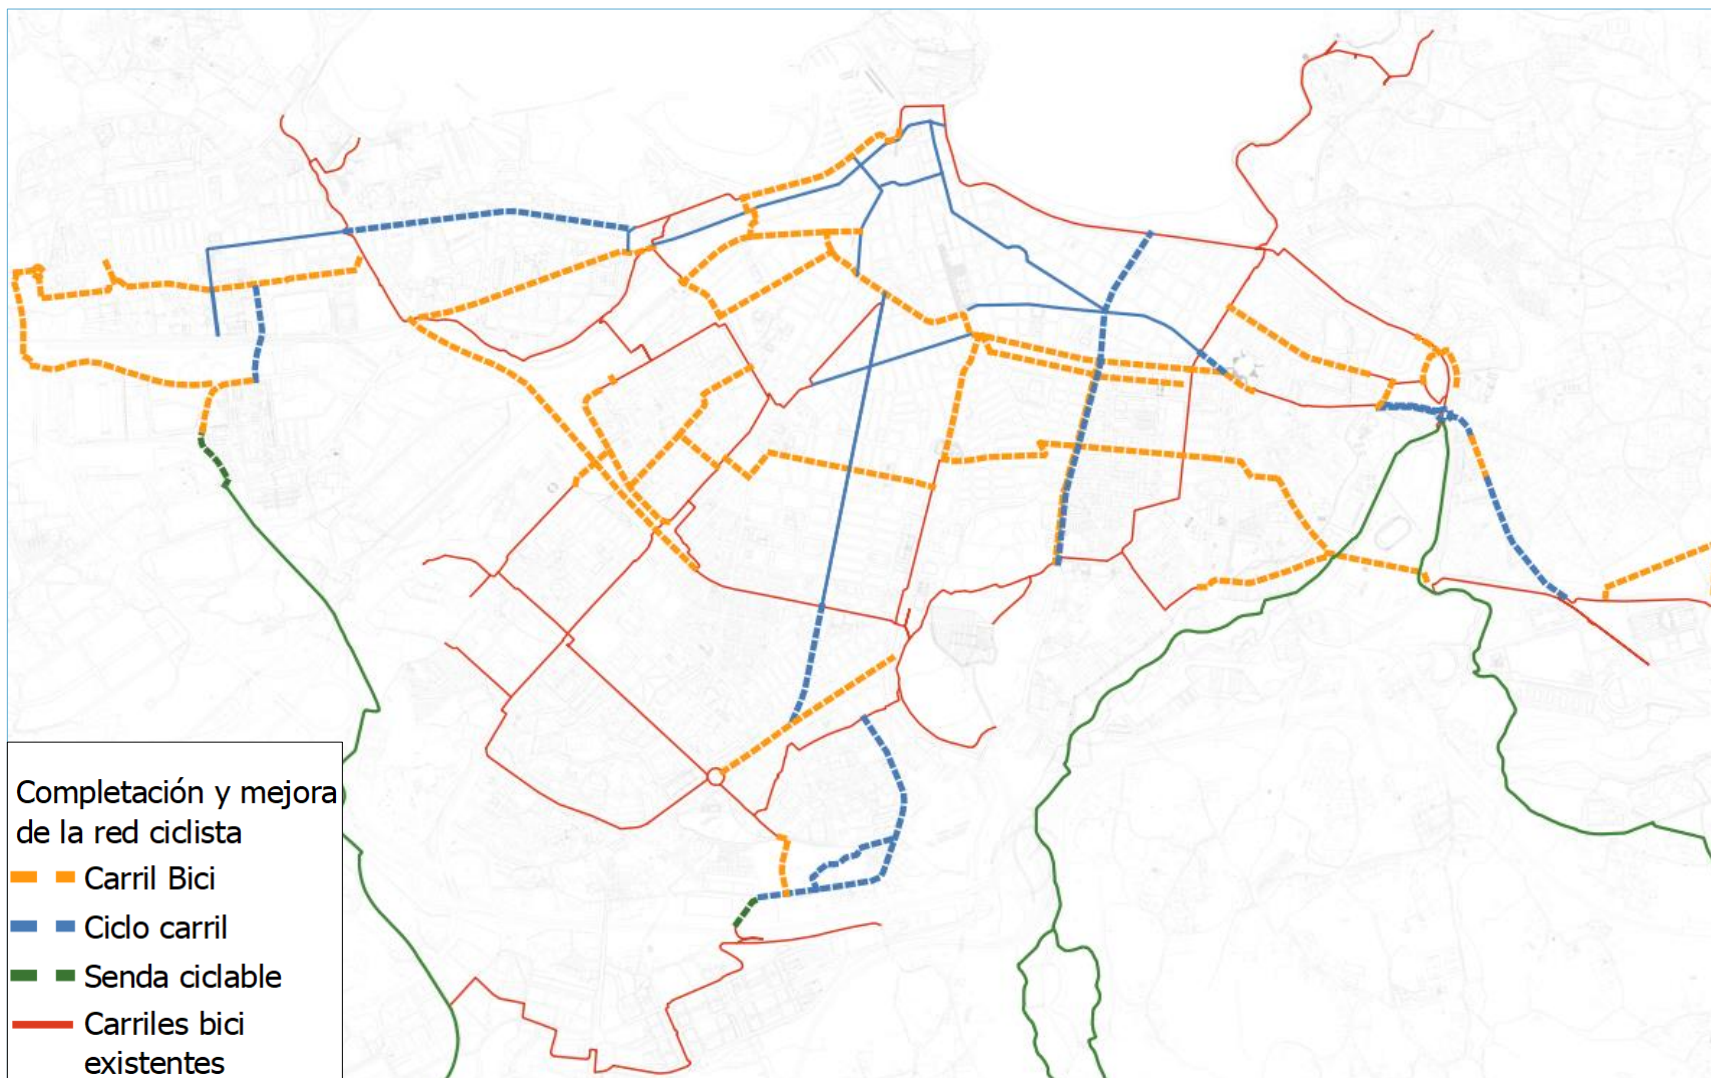 Completación y mejora
de la red ciclista
Carril Bici
Ciclo carril
Senda ciclable
Carriles bici
existentes